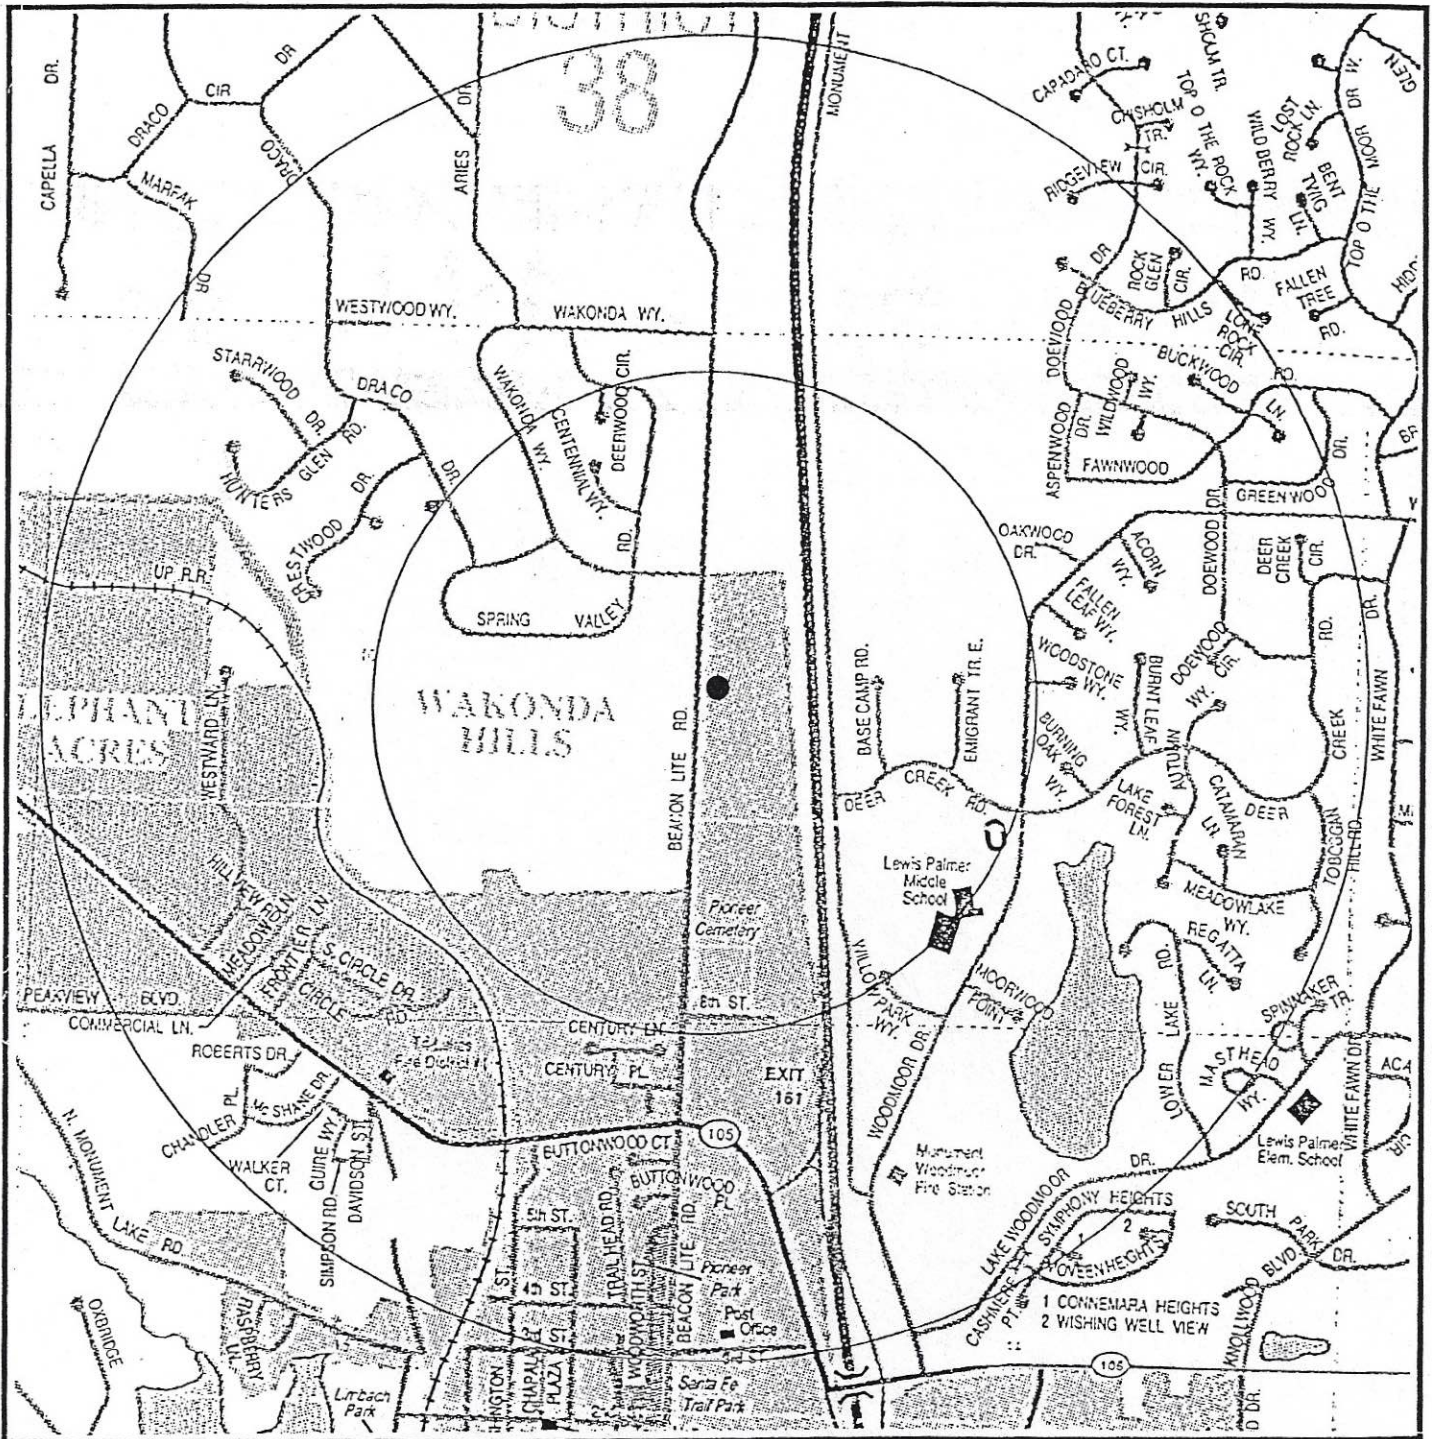 DISTRICT
38
CAPELLA DR.
DRACO CIR
DR
DRACO
MARFAK
DR
ARIES DR
MONUMENT
CAPADARO CT.
CHISHOLM TR.
TOP O THE ROCK WY.
WILD BERRY WY.
LOST ROCK LN.
BENT TWIG LN.
TOP O THE MOOR DR W.
GLEN
RIDGEVIEW CIR.
DOEWOOD DR
ROCK GLEN CIR.
HILLS RD.
FALLEN TREE RD.
LONE ROCK CIR.
WESTWOOD WY.
WAKONDA WY.
STARRWOOD DR.
DRACO DR.
HUNTERS GLEN RD.
CRESTWOOD DR.
WAKONDA WY.
CENTENNIAL WY.
DEERWOOD CIR.
RD.
SPRING VALLEY
BUCKWOOD LN.
WILDWOOD WY.
ASPENWOOD DR.
FAWNWOOD
RD.
GREENWOOD DR.
DOEWOOD DR
OAKWOOD DR.
ACORN WY.
DEER CREEK CIR.
FALLEN LEAF WY.
WOODSTONE WY.
BURNT LEAF WY.
DOEWOOD CIR.
CREEK RD.
WHITE FAWN DR.
UP R.R.
ELEPHANT
ACRES
WESTWARD LN.
WAKONDA
HILLS
BEACON LITE RD.
BASE CAMP RD.
EMIGRANT TR. E.
DEER CREEK RD.
BURNING OAK WY.
AUTUMN WY.
LAKE FOREST LN.
CATAMARAN LN.
DEER
TOBOGGAN
HILL RD.
MEADOWLAKE WY.
REGATTA LN.
Lewis Palmer
Middle
School
Pioneer
Cemetery
HILLVIEW RD.
MEADOW LN.
FRONTIER LN.
S. CIRCLE DR.
CIRCLE RD.
PEAKVIEW BLVD.
COMMERCIAL LN.
8th ST.
CENTURY LN.
CENTURY PL.
EXIT
161
WILLOW PARK WY.
MOORWOOD POINT
WOODMOOR DR.
LOWER LAKE RD.
SPINNAKER TR.
MASTHEAD WY.
WHITE FAWN DR.
Lewis Palmer
Elem. School
ROBERTS DR.
Mc SHANE DR.
CHANDLER PL.
WALKER CT.
GUIRE WY.
SIMPSON RD.
DAVIDSON ST.
N. MONUMENT LAKE RD.
BUTTONWOOD CT.
105
BUTTONWOOD PL.
Monument
Woodmoor
Fire Station
LAKE WOODMOOR DR.
SYMPHONY HEIGHTS
1
2
CASHMERE PT.
SOUTH PARK DR.
KNOLLWOOD BLVD.
1 CONNEMARA HEIGHTS
2 WISHING WELL VIEW
105
5th ST.
4th ST.
TRAIL HEAD RD.
WOODWORTH ST.
BEACON LITE RD.
Pioneer
Park
Post
Office
OXBRIDGE
RASPBERRY
Limbach
Park
CHAPALA
PLAZA
Santa Fe
Trail Park